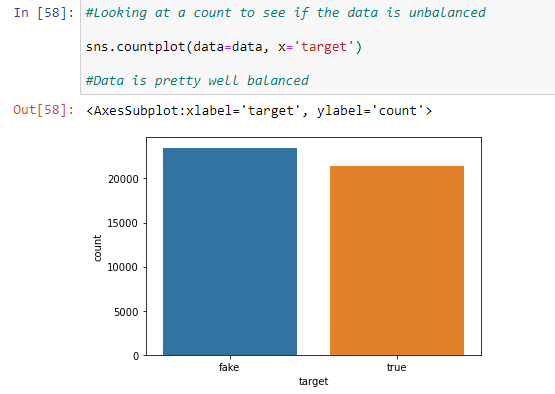 In [58]: #Looking at a count to see if the data is unbalanced
sns.countplot(data=data, x='target')
#Data is pretty well balanced
Out[58]: <AxesSubplot:xlabel='target', ylabel='count'>
20000
15000
10000
5000
0
count
fake true
target